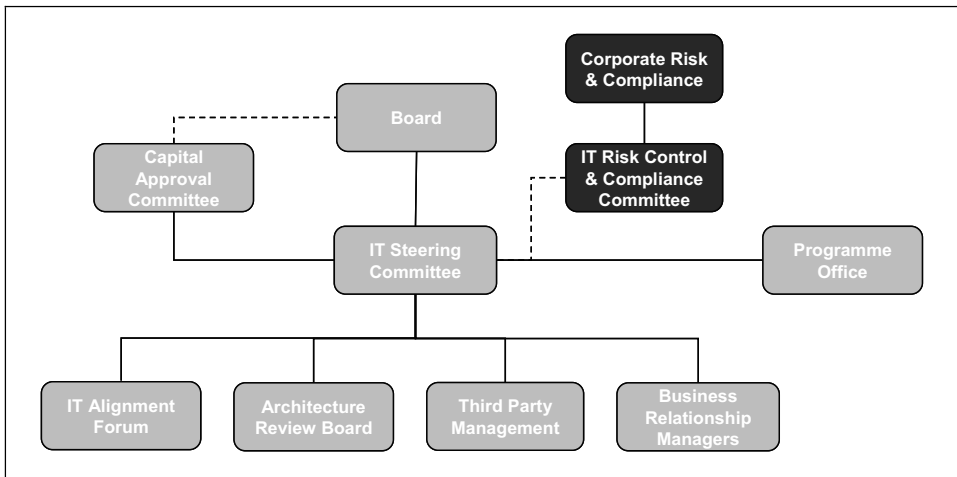 Corporate Risk
& Compliance
Board
Capital
Approval
Committee
IT Risk Control
& Compliance
Committee
IT Steering
Committee
Programme
Office
IT Alignment
Forum
Architecture
Review Board
Third Party
Management
Business
Relationship
Managers